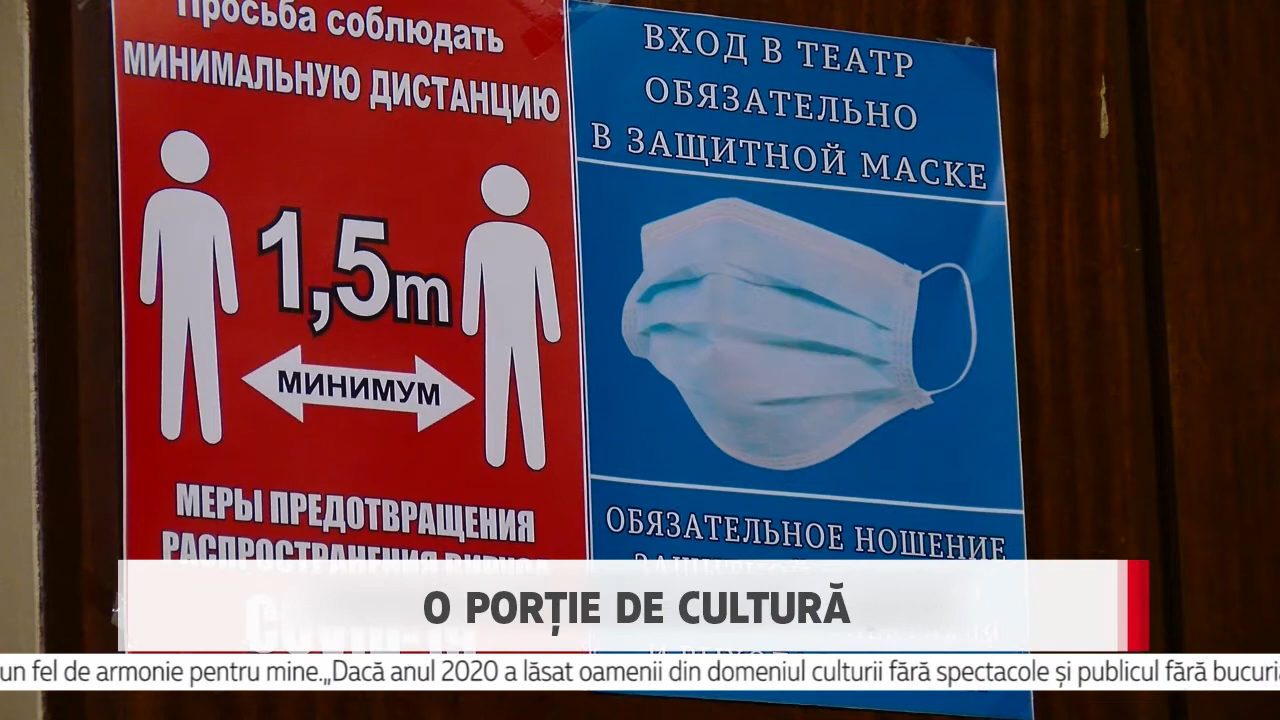 Просьба соблюдать
МИНИМАЛЬНУЮ ДИСТАНЦИЮ
1,5m
МИНИМУМ
МЕРЫ ПРЕДОТВРАЩЕНИЯ
РАСПРОСТРАНЕНИЯ
ВХОД В ТЕАТР
ОБЯЗАТЕЛЬНО
В ЗАЩИТНОЙ МАСКЕ
ОБЯЗАТЕЛЬНОЕ НОШЕНИЕ
O PORȚIE DE CULTURĂ
un fel de armonie pentru mine.„Dacă anul 2020 a lăsat oamenii din domeniul culturii fără spectacole și publicul fără